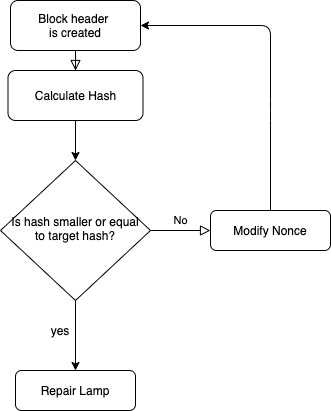 Block header
is created
Calculate Hash
Is hash smaller or equal
to target hash?
No
Modify Nonce
yes
Repair Lamp